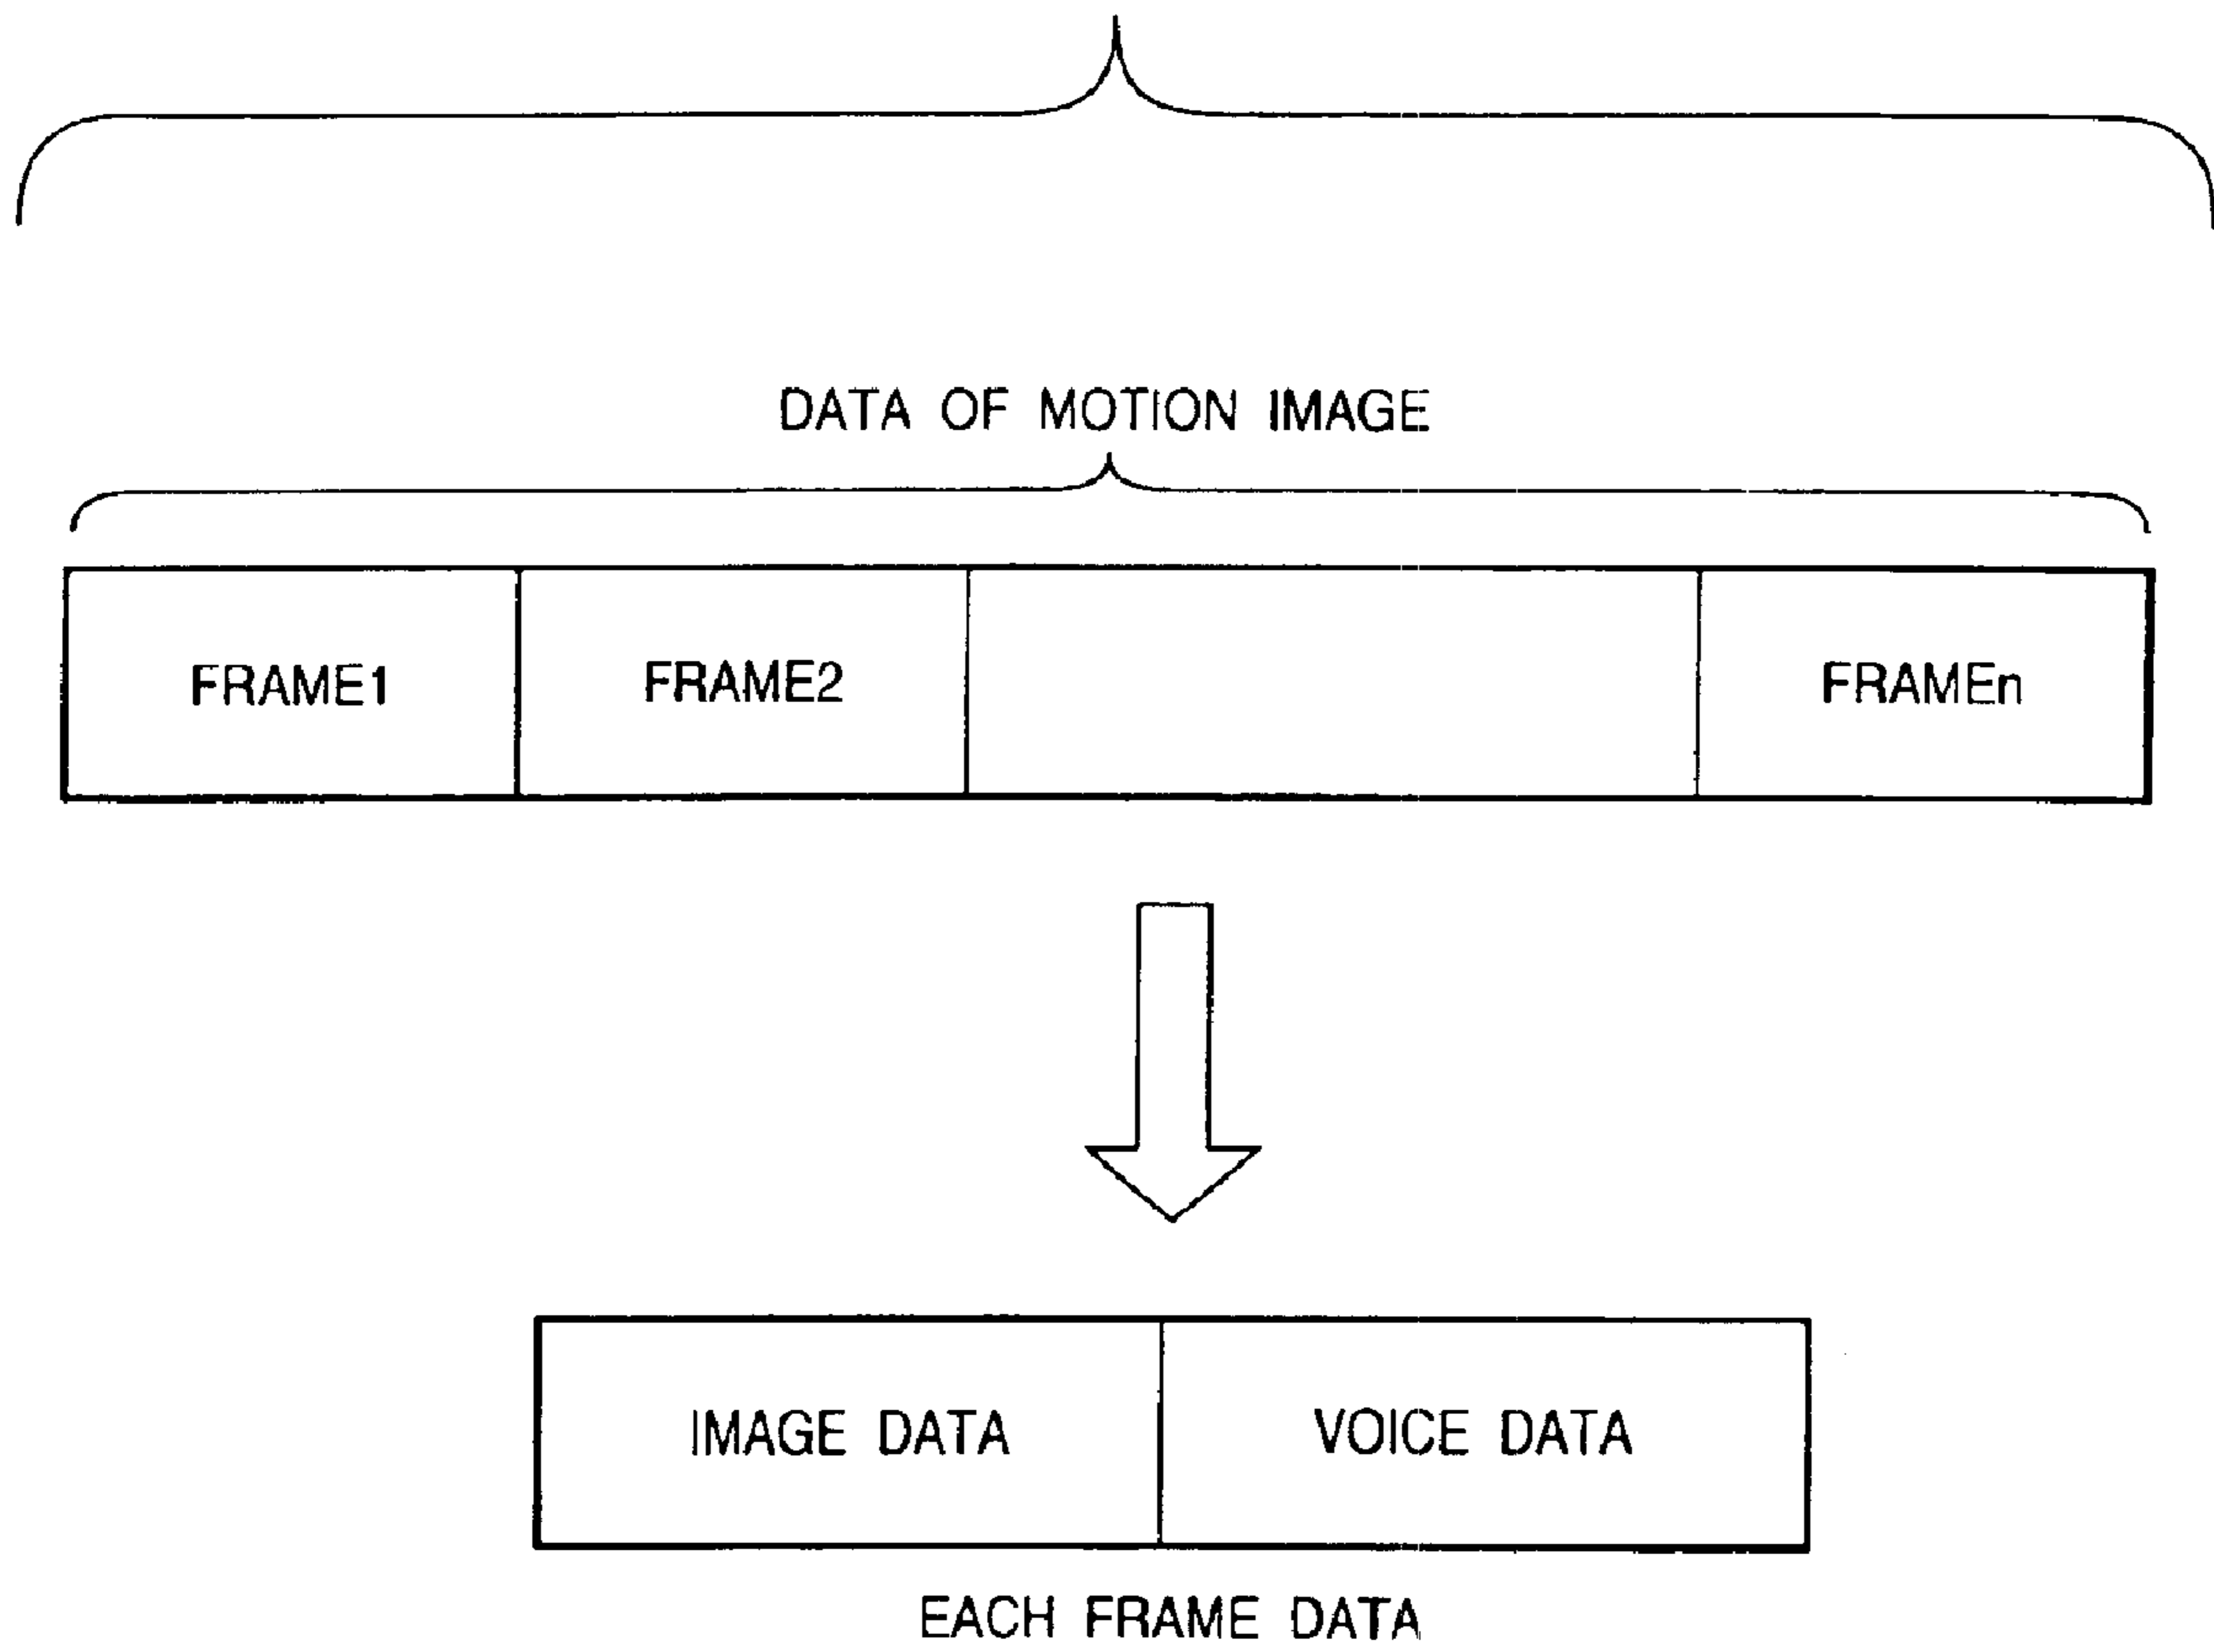 DATA OF MOTION IMAGE
FRAME1
FRAME2
FRAMEn
IMAGE DATA
VOICE DATA
EACH FRAME DATA